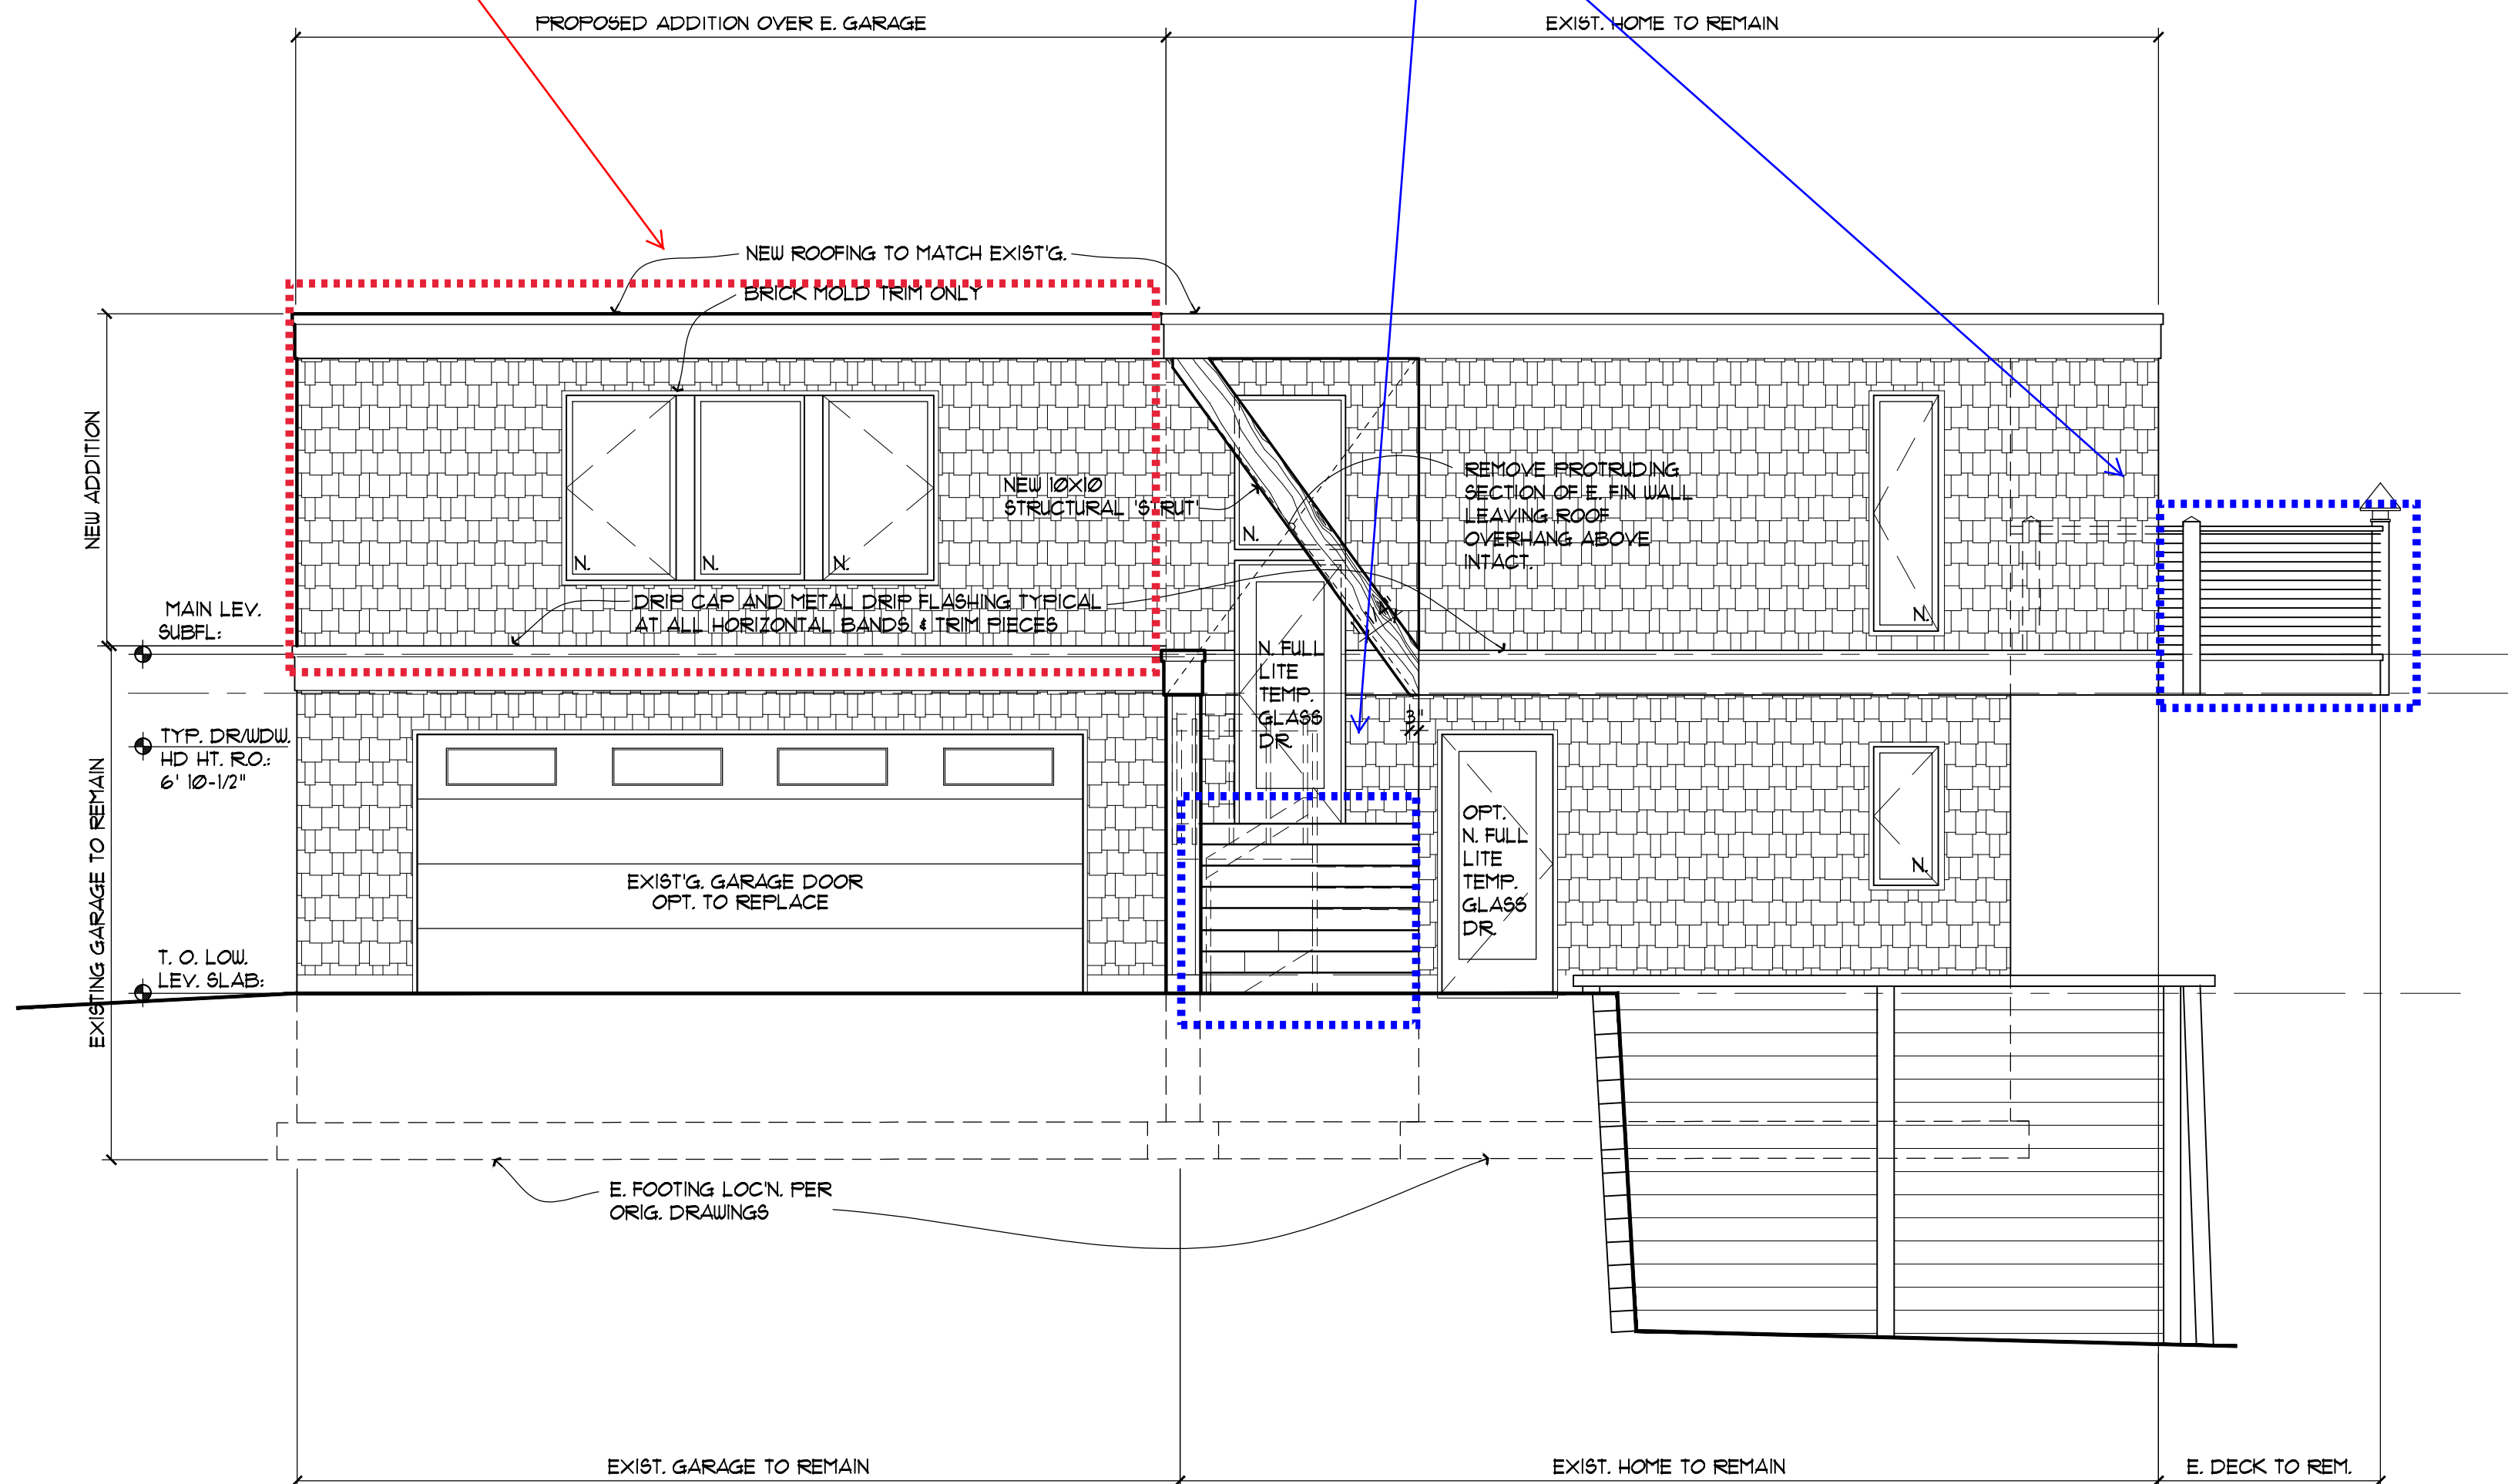 PROPOSED ADDITION OVER E. GARAGE
EXIST. HOME TO REMAIN
NEW ROOFING TO MATCH EXIST'G.
BRICK MOLD TRIM ONLY
NEW ADDITION
NEW 10X10
STRUCTURAL 'STRUT'
REMOVE PROTRUDING
SECTION OF E. FIN WALL
LEAVING ROOF
OVERHANG ABOVE
INTACT.
N.
N.
N.
N.
N.
DRIP CAP AND METAL DRIP FLASHING TYPICAL
AT ALL HORIZONTAL BANDS & TRIM PIECES
MAIN LEV.
SUBFL:
N. FULL
LITE
TEMP.
GLASS
DR.
3"
TYP. DR/WDW.
HD HT. R.O.:
6' 10-1/2"
EXISTING GARAGE TO REMAIN
OPT.
N. FULL
LITE
TEMP.
GLASS
DR.
N.
EXIST'G. GARAGE DOOR
OPT. TO REPLACE
T. O. LOW.
LEV. SLAB:
E. FOOTING LOC'N. PER
ORIG. DRAWINGS
EXIST. GARAGE TO REMAIN
EXIST. HOME TO REMAIN
E. DECK TO REM.